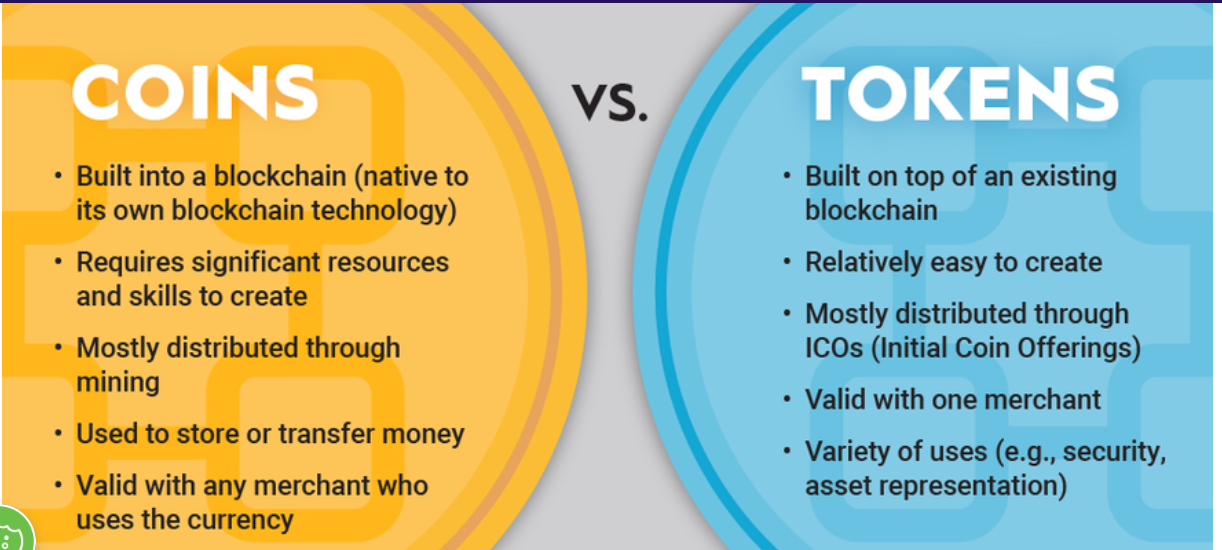 COINS
• Built into a blockchain (native to
its own blockchain technology)
• Requires significant resources
and skills to create
• Mostly distributed through
mining
• Used to store or transfer money
• Valid with any merchant who
uses the currency
VS.
TOKENS
• Built on top of an existing
blockchain
• Relatively easy to create
• Mostly distributed through
ICOs (Initial Coin Offerings)
• Valid with one merchant
• Variety of uses (e.g., security,
asset representation)